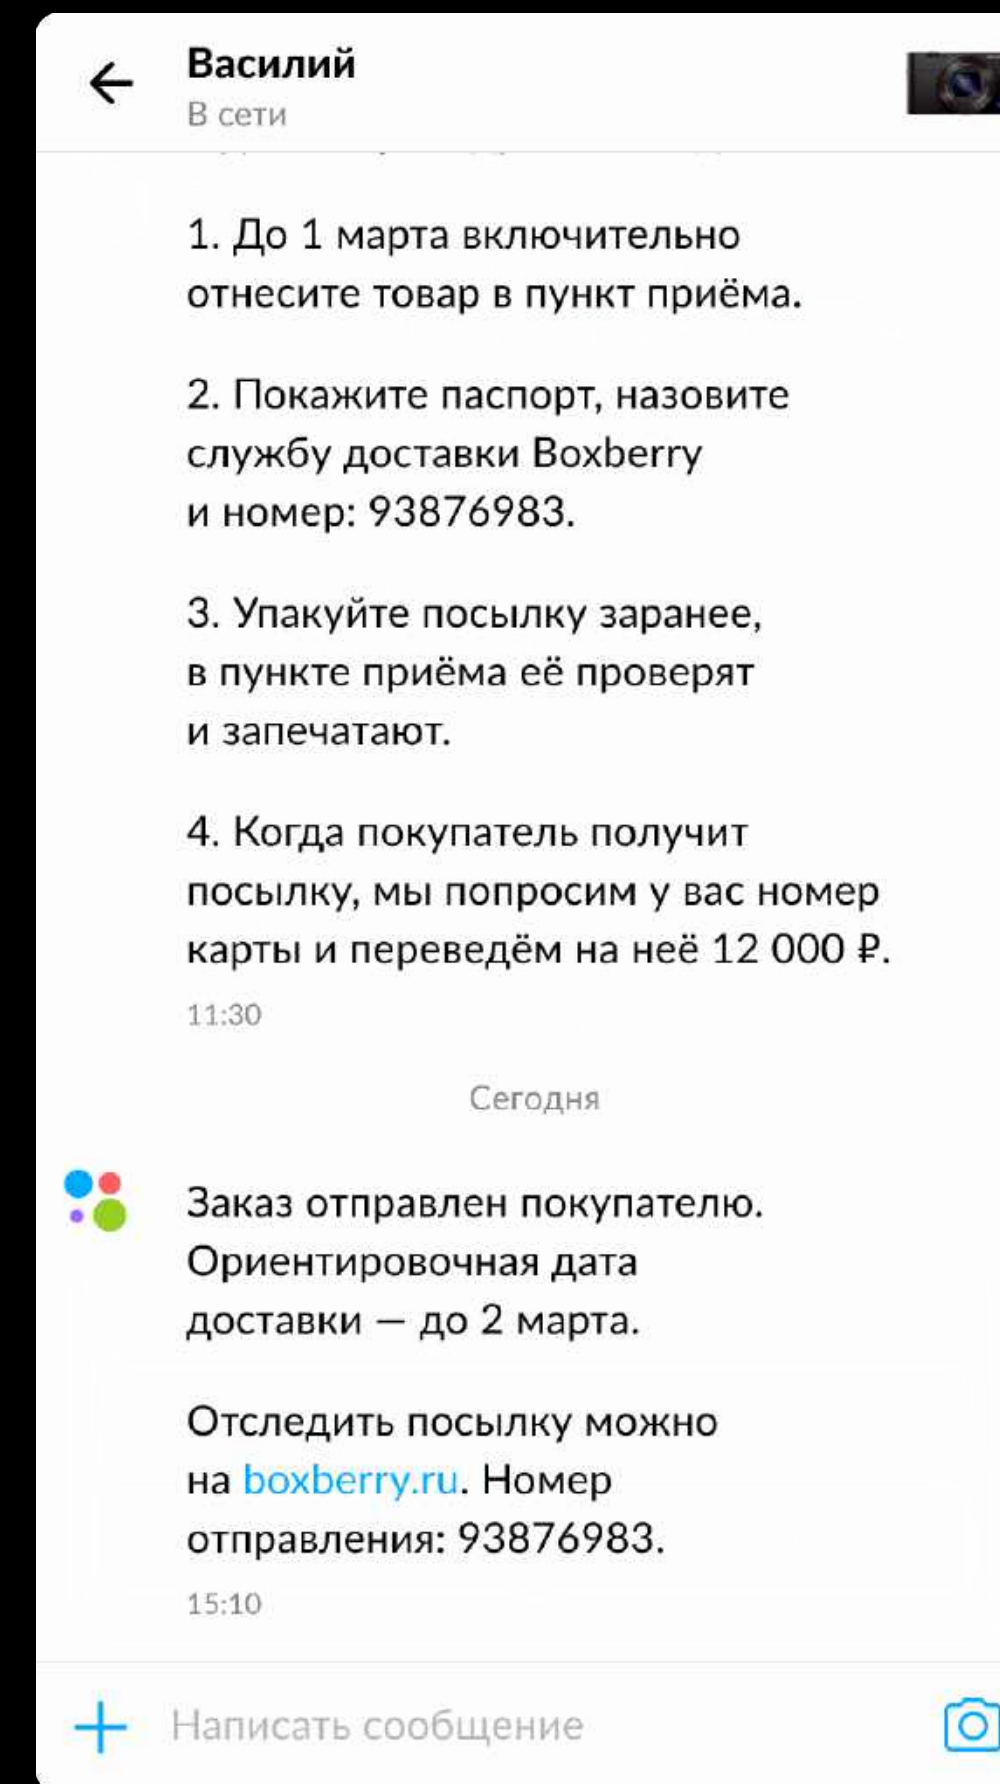 Василий
В сети
1. До 1 марта включительно
отнесите товар в пункт приёма.
2. Покажите паспорт, назовите
службу доставки Boxberry
и номер: 93876983.
3. Упакуйте посылку заранее,
в пункте приёма её проверят
и запечатают.
4. Когда покупатель получит
посылку, мы попросим у вас номер
карты и переведём на неё 12 000 ₽.
11:30
Сегодня
Заказ отправлен покупателю.
Ориентировочная дата
доставки — до 2 марта.
Отследить посылку можно
на boxberry.ru. Номер
отправления: 93876983.
15:10
Написать сообщение